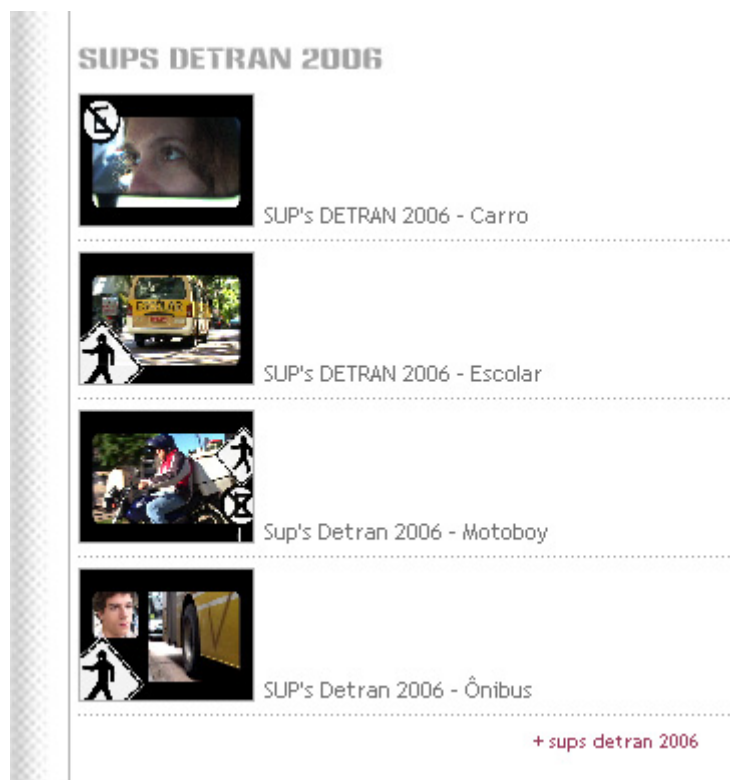 SUPS DETRAN 2006
SUP's DETRAN 2006 - Carro
ESCOLAR
SUP's DETRAN 2006 - Escolar
Sup's Detran 2006 - Motoboy
SUP's Detran 2006 - Ônibus
+ sups detran 2006